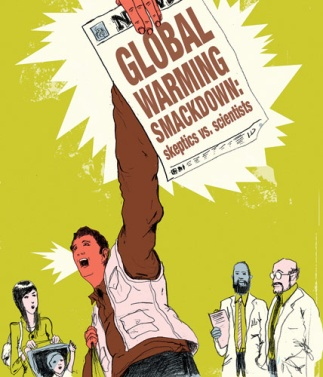 GLOBAL
WARMING
SMACKDOWN:
skeptics vs. scientists